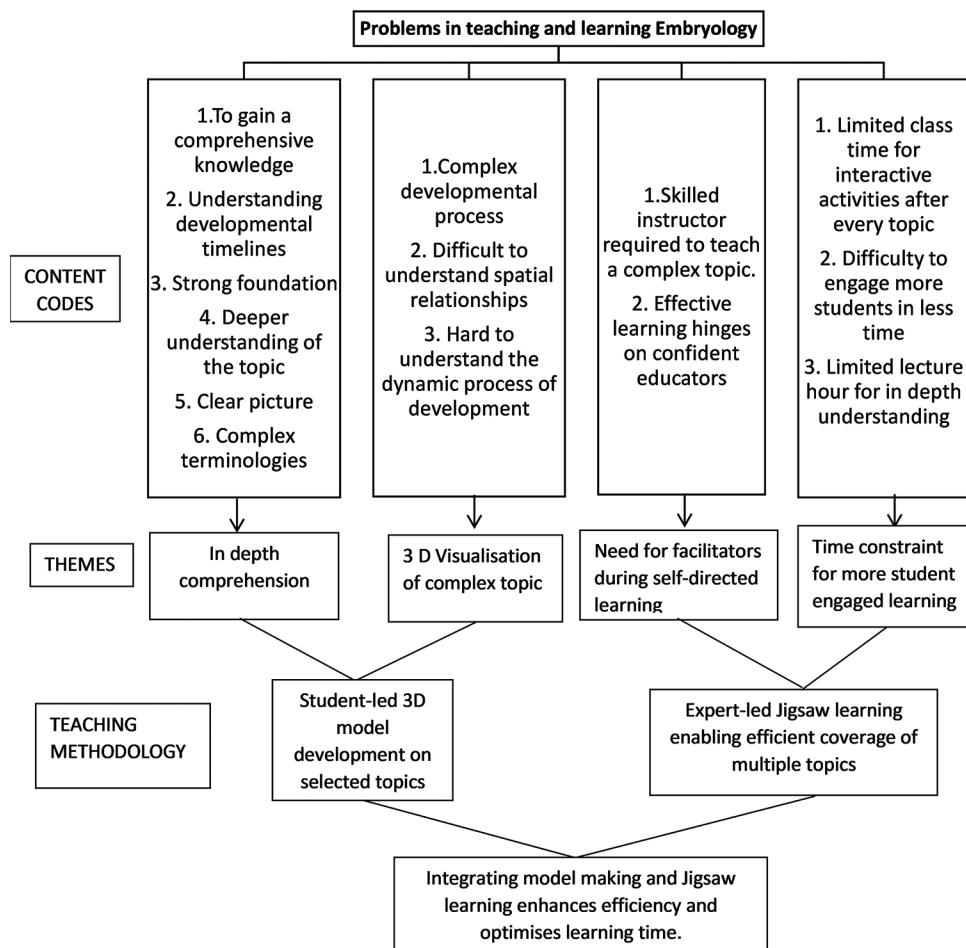 Problems in teaching and learning Embryology
CONTENT
CODES
1.To gain a
comprehensive
knowledge
2. Understanding
developmental
timelines
3. Strong foundation
4. Deeper
understanding of
the topic
5. Clear picture
6. Complex
terminologies
1.Complex
developmental
process
2. Difficult to
understand spatial
relationships
3. Hard to
understand the
dynamic process of
development
1.Skilled
instructor
required to teach
a complex topic.
2. Effective
learning hinges
on confident
educators
1. Limited class
time for
interactive
activities after
every topic
2. Difficulty to
engage more
students in less
time
3. Limited lecture
hour for in depth
understanding
THEMES
In depth
comprehension
3 D Visualisation
of complex topic
Need for facilitators
during self-directed
learning
Time constraint
for more student
engaged learning
TEACHING
METHODOLOGY
Student-led 3D
model
development on
selected topics
Expert-led Jigsaw learning
enabling efficient coverage of
multiple topics
Integrating model making and Jigsaw
learning enhances efficiency and
optimises learning time.